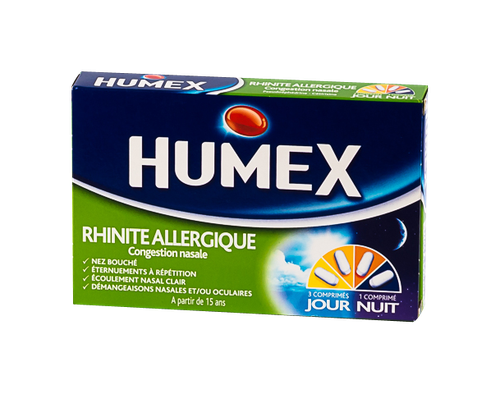 HUMEX
RHINITE ALLERGIQUE
Congestion nasale
JOUR NUIT
HUMEX
RHINITE ALLERGIQUE
Congestion nasale
✓ NEZ BOUCHÉ
✓ ÉTERNUEMENTS À RÉPÉTITION
✓ ÉCOULEMENT NASAL CLAIR
✓ DÉMANGEAISONS NASALES ET/OU OCULAIRES
A partir de 15 ans
3 COMPRIMÉS 1 COMPRIMÉ
JOUR NUIT